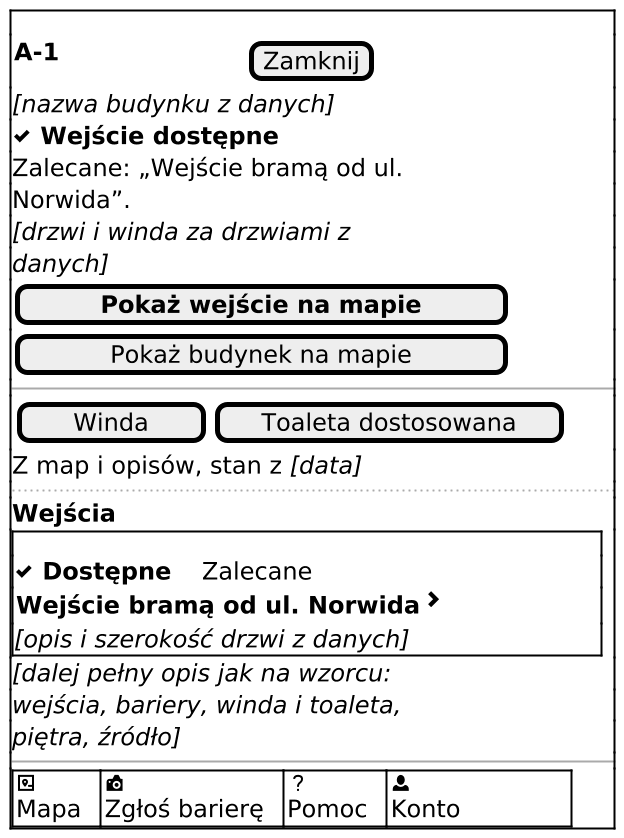 A-1
Zamknij
[nazwa budynku z danych]
✔ Wejście dostępne
Zalecane: „Wejście bramą od ul.
Norwida”.
[drzwi i winda za drzwiami z
danych]
Pokaż wejście na mapie
Pokaż budynek na mapie
Winda Toaleta dostosowana
Z map i opisów, stan z [data]
Wejścia
✔ Dostępne Zalecane
Wejście bramą od ul. Norwida ›
[opis i szerokość drzwi z danych]
[dalej pełny opis jak na wzorcu:
wejścia, bariery, winda i toaleta,
piętra, źródło]
?
Mapa Zgłoś barierę Pomoc Konto